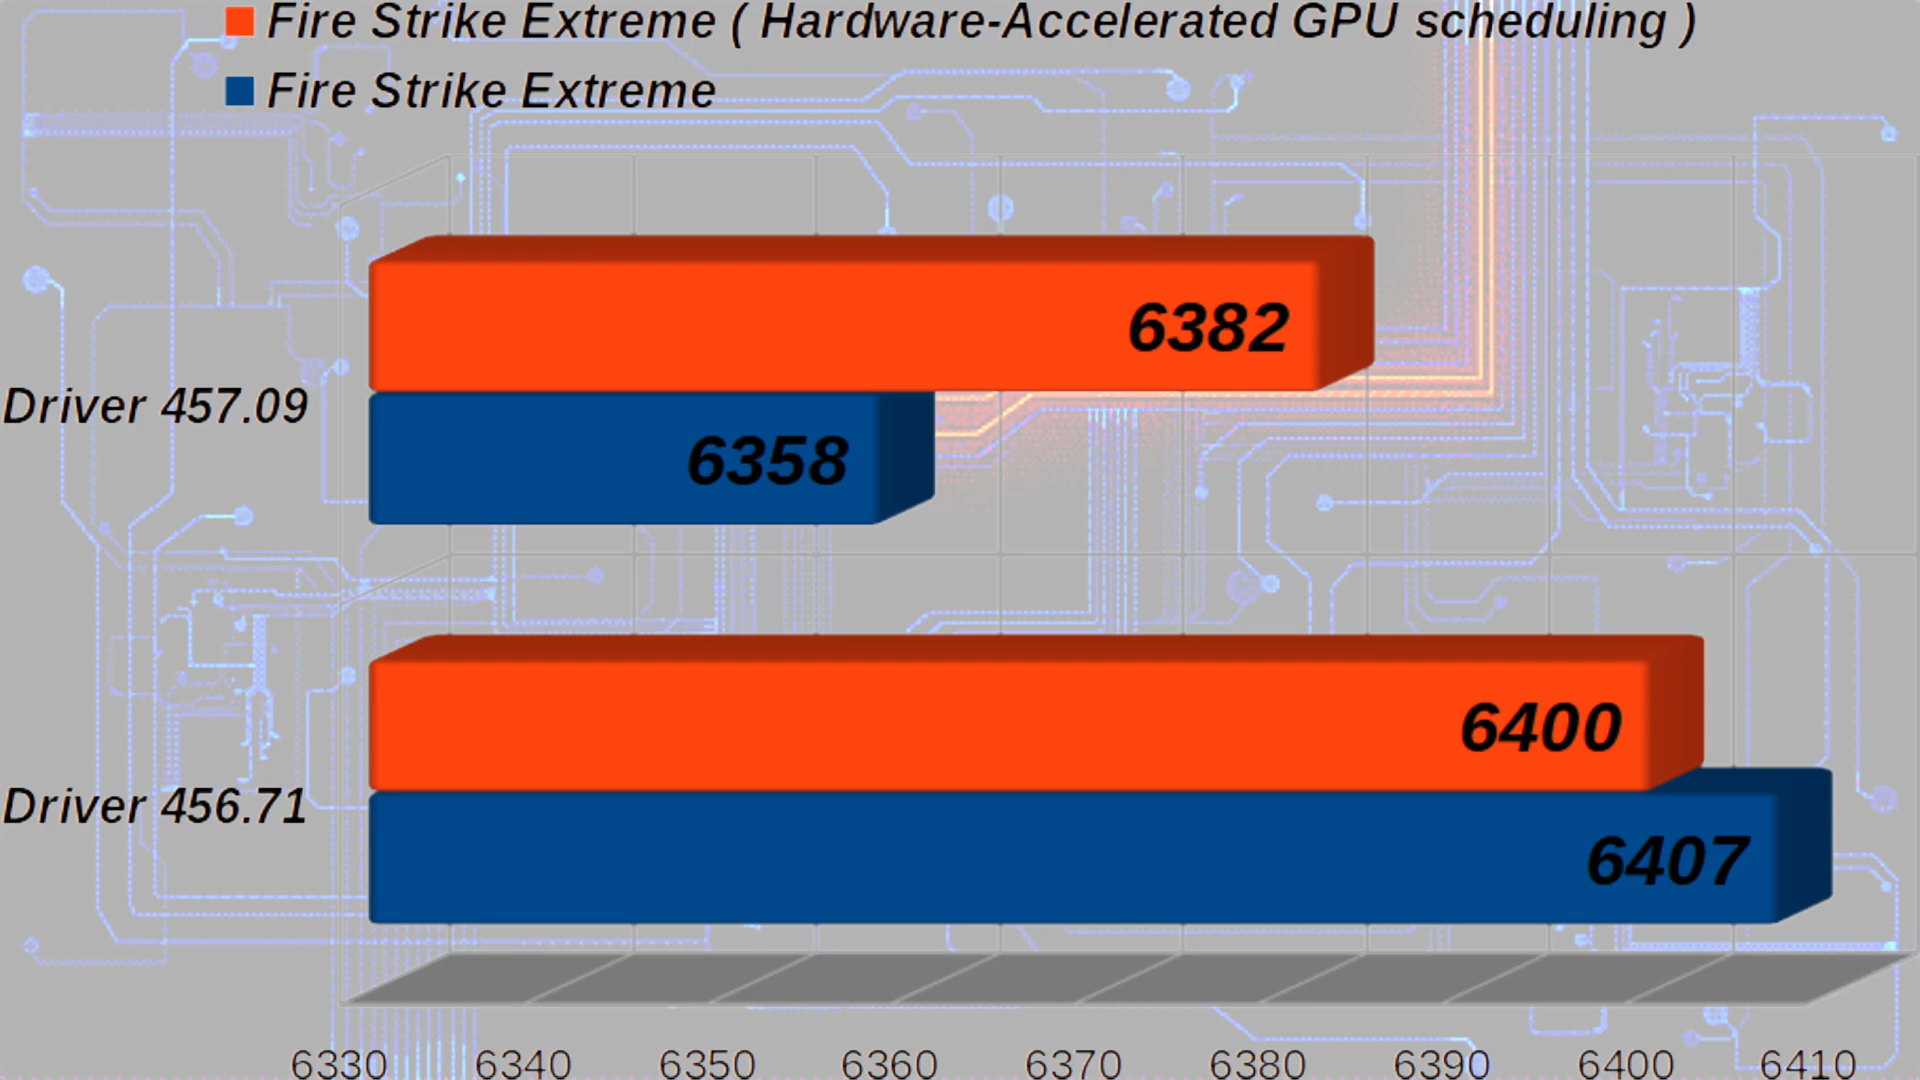 Fire Strike Extreme ( Hardware-Accelerated GPU scheduling )
Fire Strike Extreme
6382
Driver 457.09
6358
6400
Driver 456.71
6407
6330 6340 6350 6360 6370 6380 6390 6400 6410